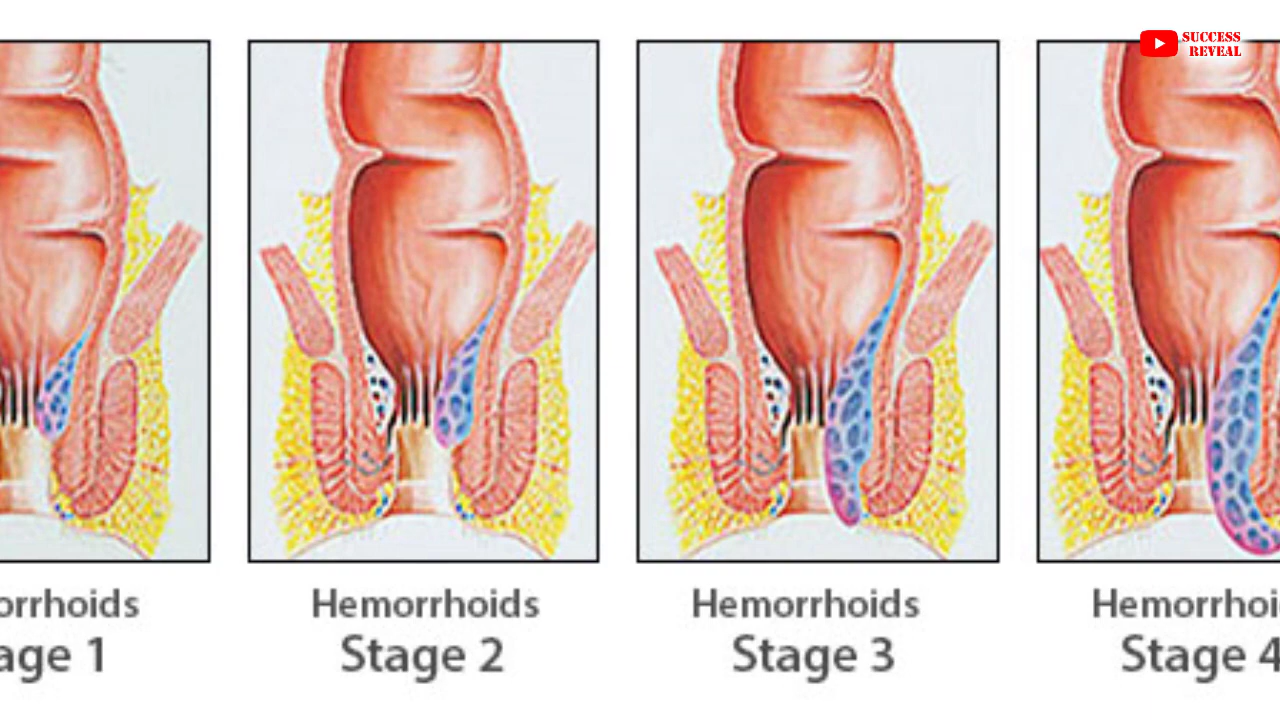 SUCCESS
REVEAL
orrhoids
age 1
Hemorrhoids
Stage 2
Hemorrhoids
Stage 3
Hemorrhoi
Stage 4